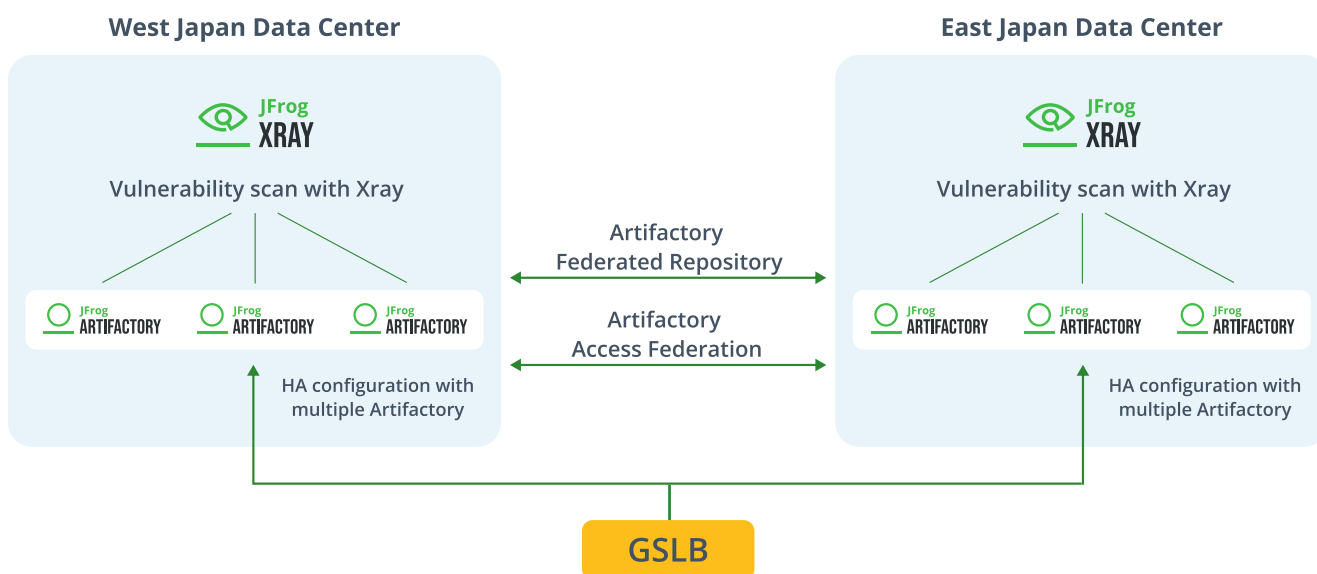 West Japan Data Center
JFrog
XRAY
Vulnerability scan with Xray
JFrog
ARTIFACTORY
JFrog
ARTIFACTORY
JFrog
ARTIFACTORY
HA configuration with
multiple Artifactory
Artifactory
Federated Repository
Artifactory
Access Federation
East Japan Data Center
JFrog
XRAY
Vulnerability scan with Xray
JFrog
ARTIFACTORY
JFrog
ARTIFACTORY
JFrog
ARTIFACTORY
HA configuration with
multiple Artifactory
GSLB